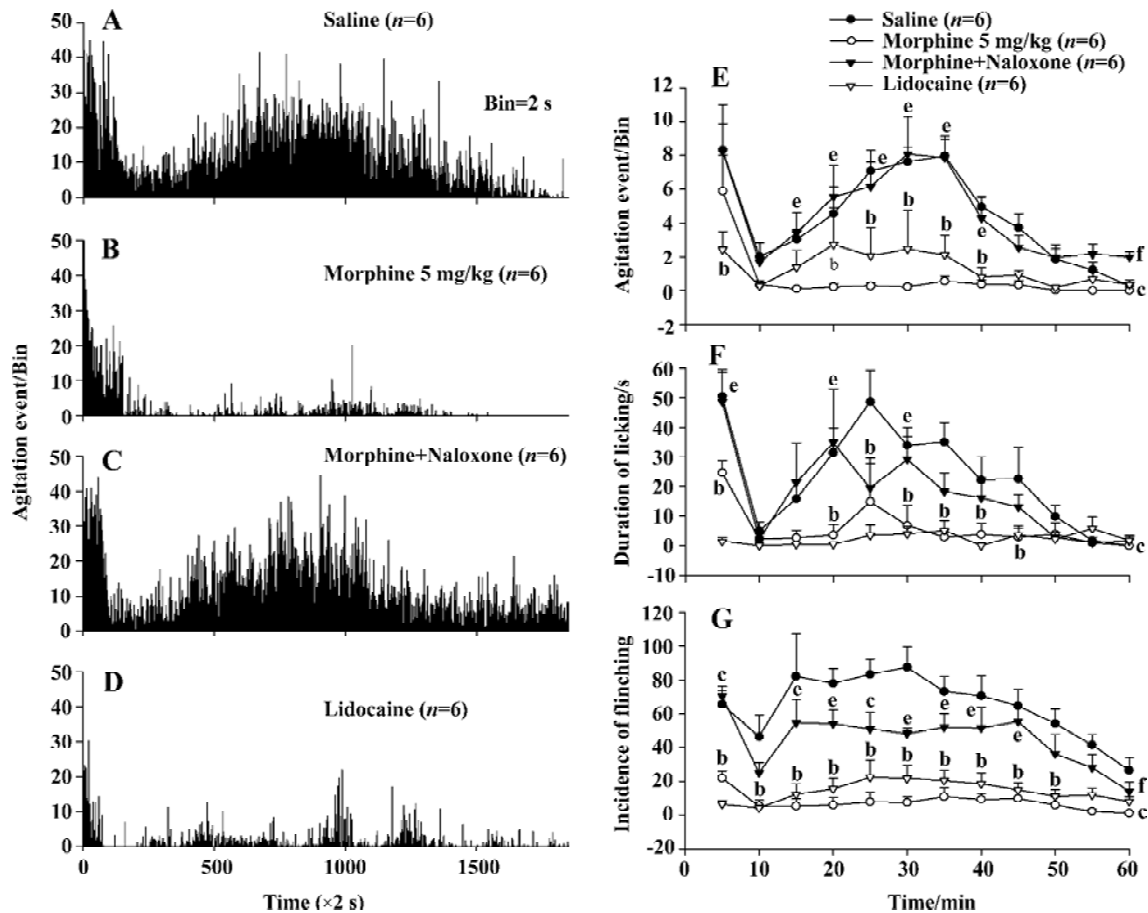 A
Saline (n=6)
Bin=2 s
50
40
30
20
10
0
B
Morphine 5 mg/kg (n=6)
50
40
30
20
10
0
C
Morphine+Naloxone (n=6)
50
40
30
20
10
0
D
Lidocaine (n=6)
50
40
30
20
10
0
0
500
1000
1500
Agitation event/Bin
Time (×2 s)
Saline (n=6)
Morphine 5 mg/kg (n=6)
Morphine+Naloxone (n=6)
Lidocaine (n=6)
E
12
8
6
4
2
0
-2
Agitation event/Bin
e
e
e
e
e
e
b
b
b
b
b
b
b
f
c
F
60
50
40
30
20
10
0
-10
Duration of licking/s
e
e
e
b
b
b
b
b
b
b
c
G
120
100
80
60
40
20
0
-20
Incidence of flinching
c
c
e
c
e
e
e
e
b
b
b
b
b
b
b
b
b
b
f
c
0
10
20
30
40
50
60
Time/min